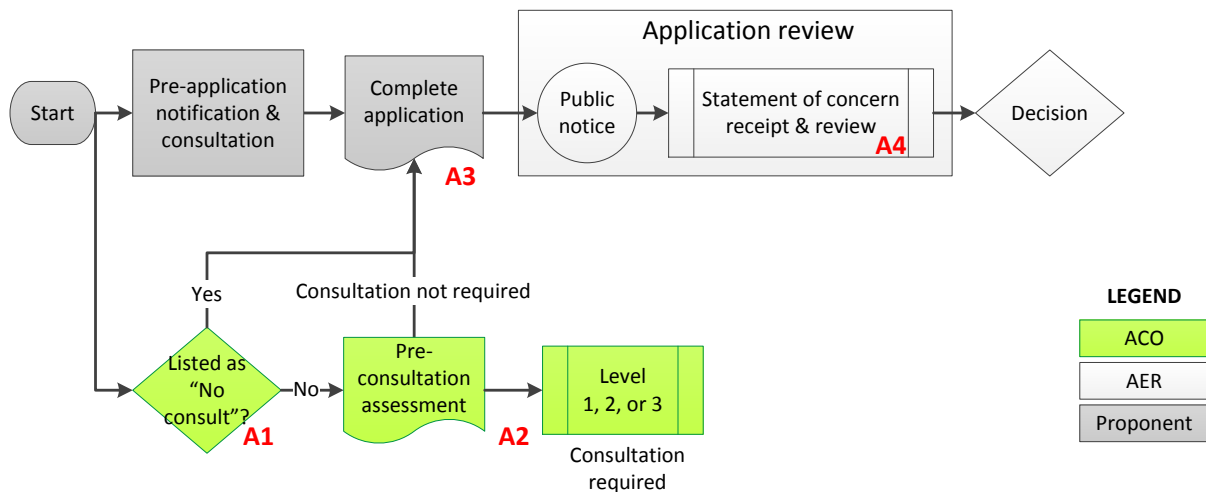 Application review
Start
Pre-application
notification &
consultation
Complete
application
A3
Public
notice
Statement of concern
receipt & review
A4
Decision
Yes
Consultation not required
Listed as
“No
consult”?
A1
No
Pre-
consultation
assessment
A2
Level
1, 2, or 3
Consultation
required
LEGEND
ACO
AER
Proponent